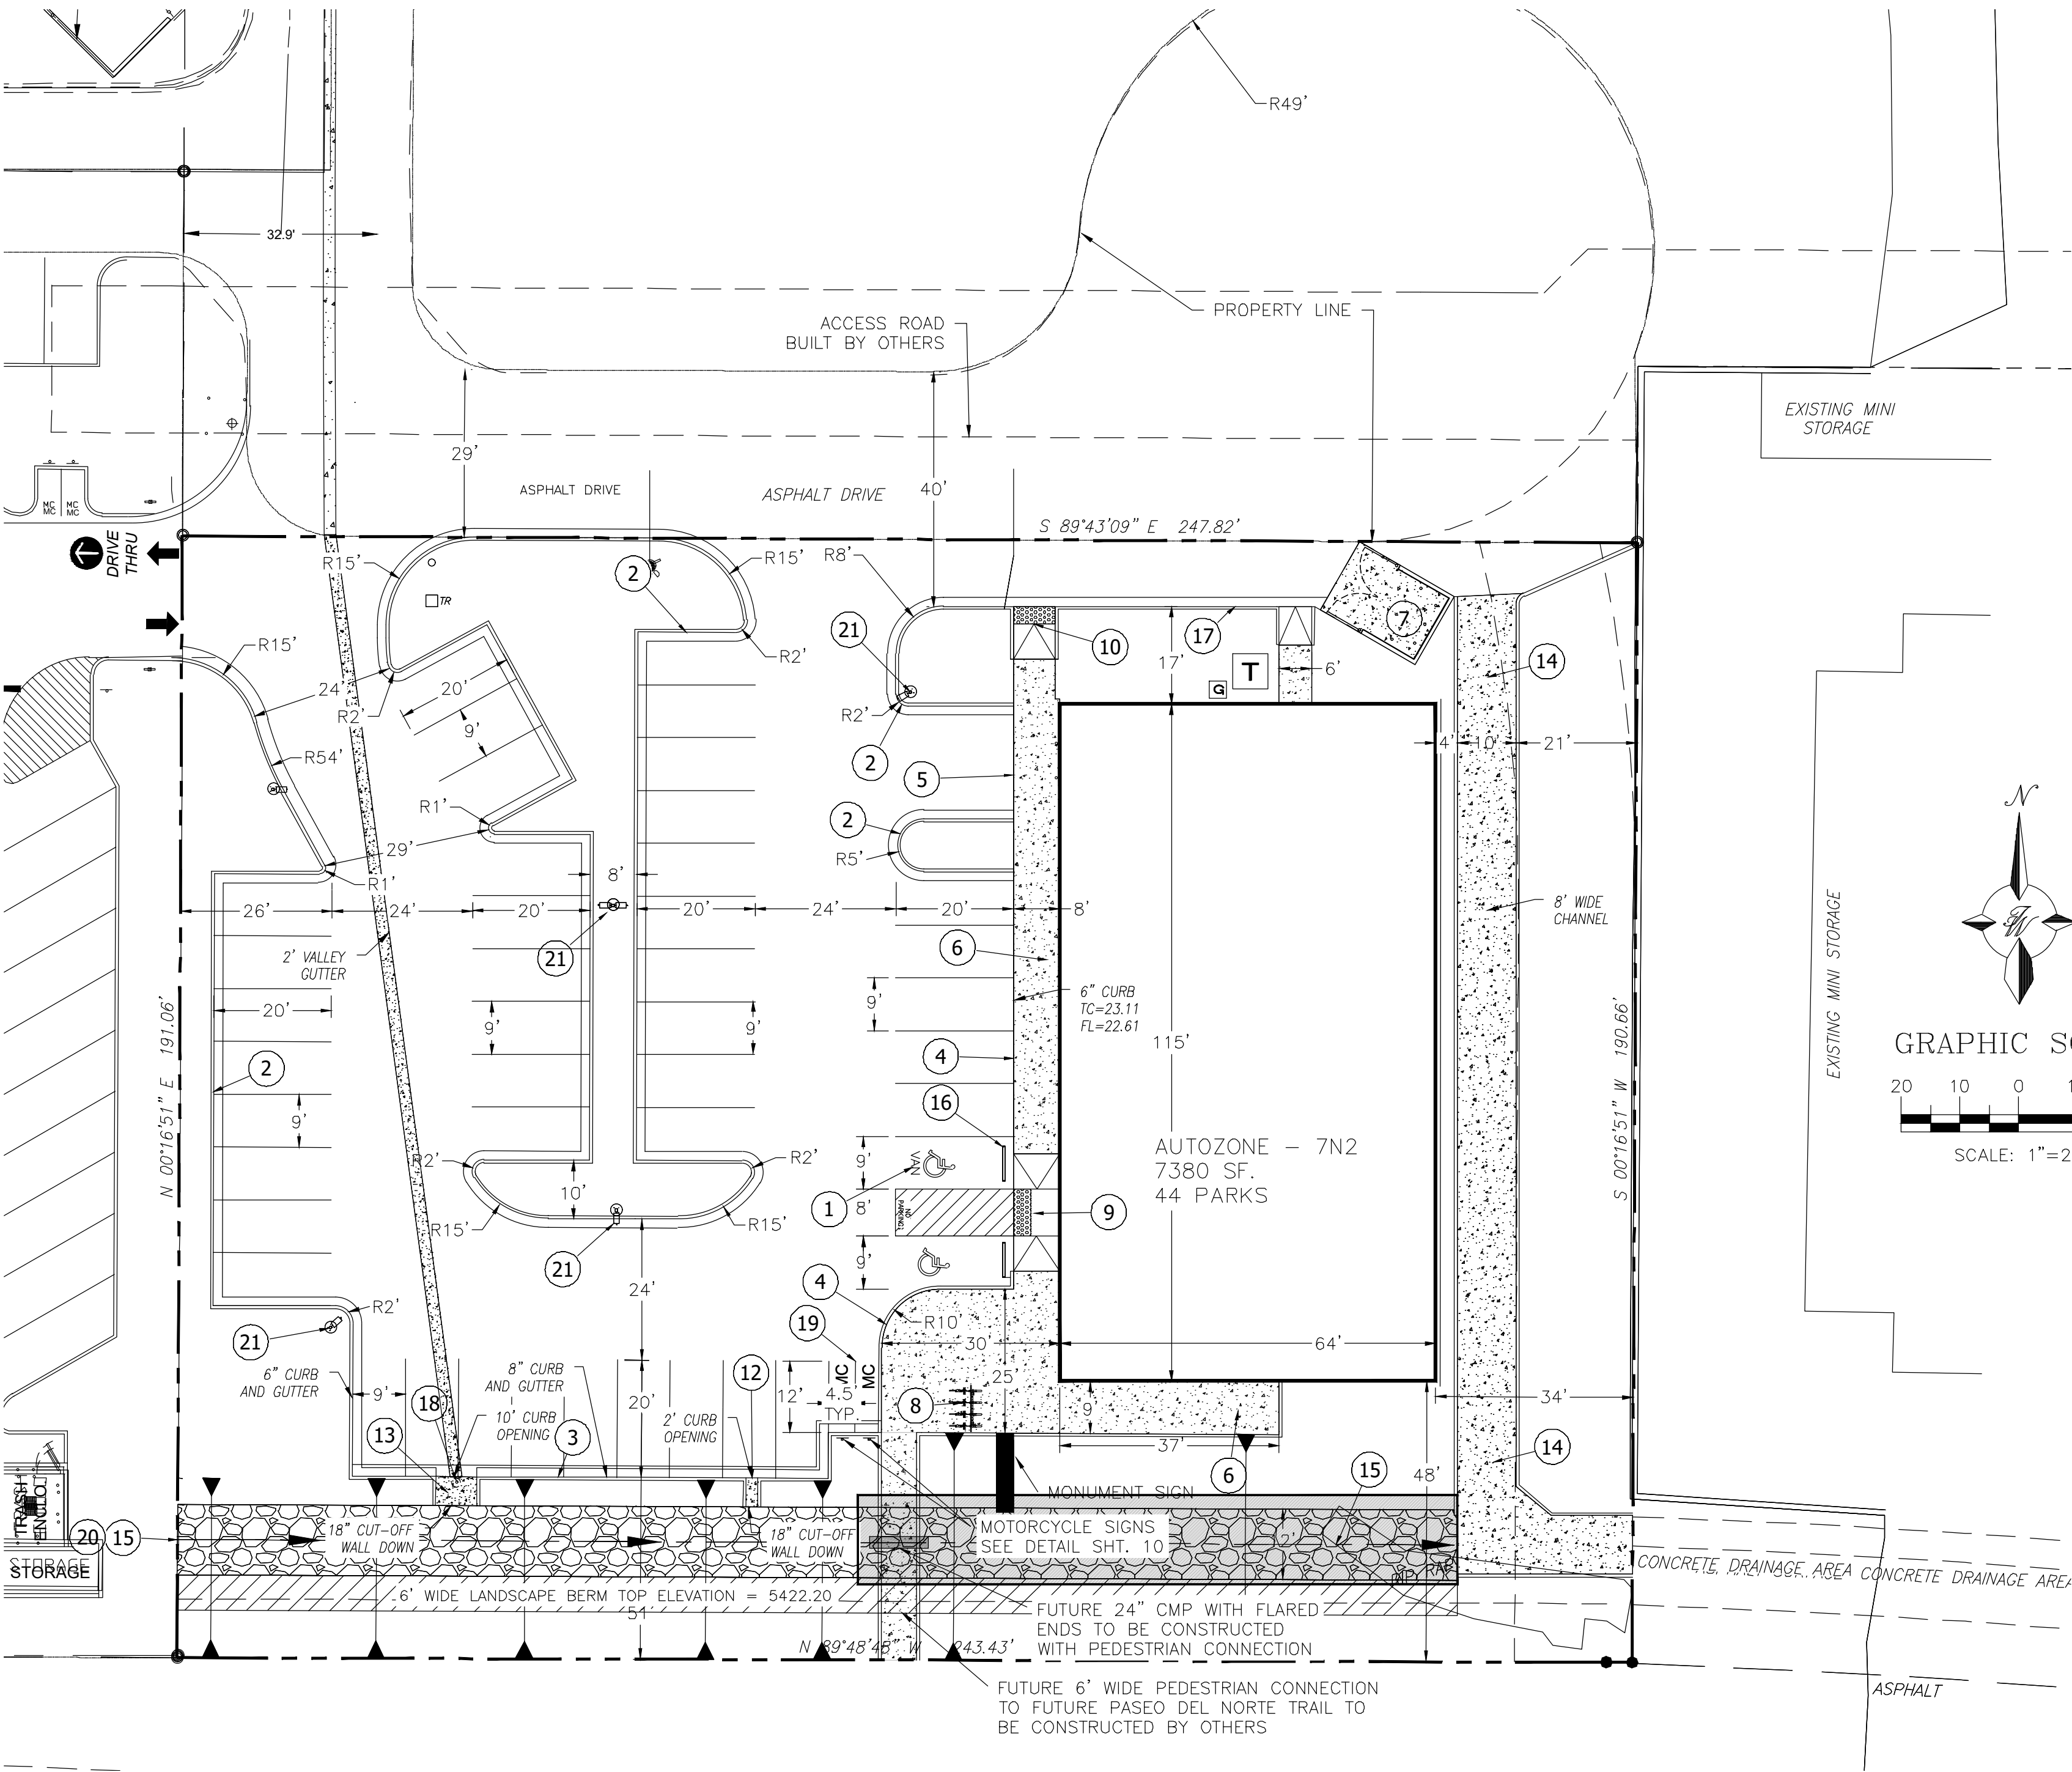 R49'
32.9'
PROPERTY LINE
ACCESS ROAD
BUILT BY OTHERS
EXISTING MINI
STORAGE
29'
40'
ASPHALT DRIVE
ASPHALT DRIVE
MC MC
MC MC
S 89°43'09" E 247.82'
DRIVE
THRU
R15'
2
R15'
R8'
TR
7
21
10
17
R15'
R2'
17'
6'
14
24'
20'
T
G
R2'
R2'
9'
2
4'
10'
21'
R54'
5
N
R1'
2
29'
R5'
R1'
8'
26'
24'
20'
20'
24'
20'
8'
8' WIDE
CHANNEL
W
2' VALLEY
GUTTER
21
6
EXISTING MINI STORAGE
20'
9'
9'
9'
6" CURB
TC=23.11
FL=22.61
N 00°16'51" E 191.06'
S 00°16'51" W 190.66'
115'
4
GRAPHIC
2
20 10 0
9'
16
AUTOZONE - 7N2
7380 SF.
44 PARKS
SCALE: 1"=2
R2'
R2'
VAN
9'
10'
1
8'
NO
PARKING
9
R15'
R15'
21
9'
24'
4
R2'
21
19
R10'
30'
64'
6" CURB
AND GUTTER
9'
8" CURB
AND GUTTER
12
MC
MC
12'
4.5'
TYP
25'
20'
18
10' CURB
OPENING
3
2' CURB
OPENING
8
9'
34'
13
37'
6
15
48'
14
MONUMENT SIGN
TRASH
20
15
18" CUT-OFF
WALL DOWN
18" CUT-OFF
WALL DOWN
MOTORCYCLE SIGNS
SEE DETAIL SHT. 10
STORAGE
RIP RAP
CONCRETE DRAINAGE AREA
CONCRETE DRAINAGE AREA
6' WIDE LANDSCAPE BERM TOP ELEVATION = 5422.20
51'
FUTURE 24" CMP WITH FLARED
ENDS TO BE CONSTRUCTED
WITH PEDESTRIAN CONNECTION
N 89°48'48" W 243.43'
FUTURE 6' WIDE PEDESTRIAN CONNECTION
TO FUTURE PASEO DEL NORTE TRAIL TO
BE CONSTRUCTED BY OTHERS
ASPHALT